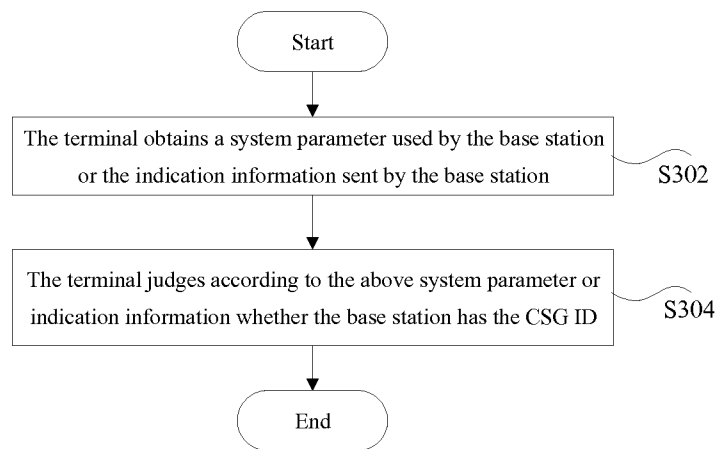 Start
The terminal obtains a system parameter used by the base station
or the indication information sent by the base station
S302
The terminal judges according to the above system parameter or
indication information whether the base station has the CSG ID
S304
End